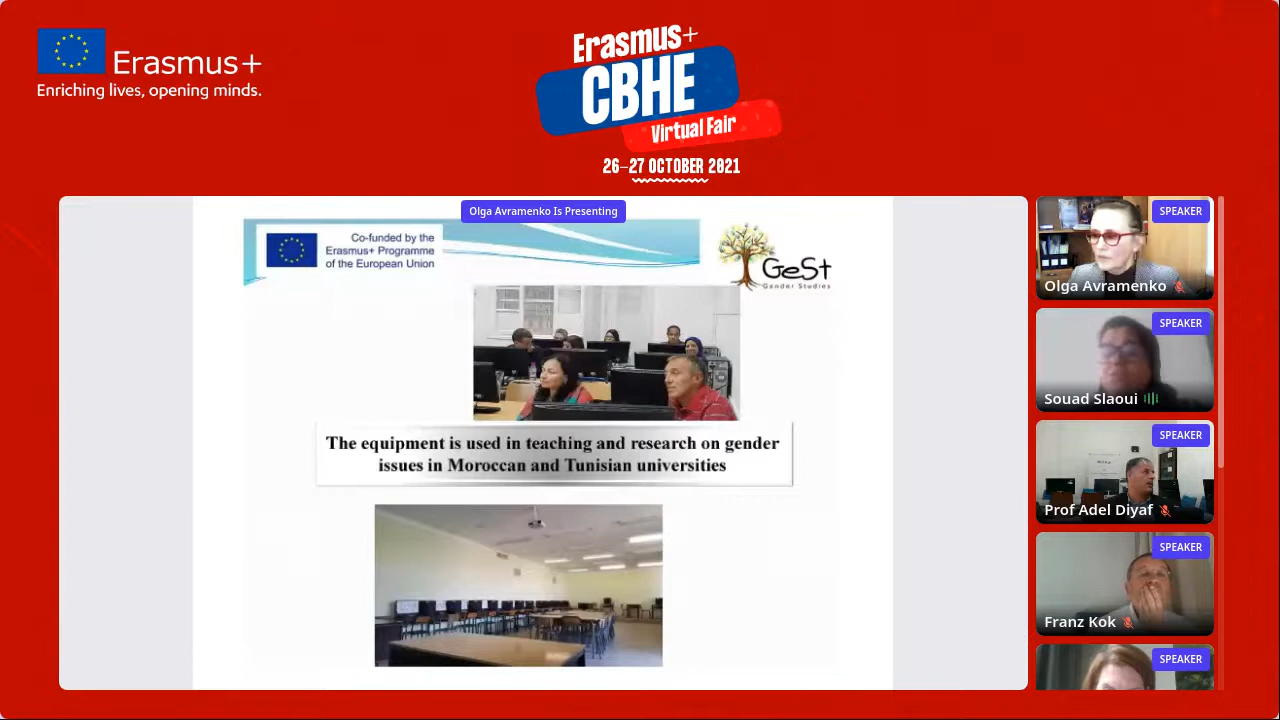 Erasmus+
Enriching lives, opening minds.
Erasmus+
CBHE
Virtual Fair
26–27 OCTOBER 2021
Olga Avramenko Is Presenting
Co-funded by the
Erasmus+ Programme
of the European Union
GeSt
Gender Studies
The equipment is used in teaching and research on gender
issues in Moroccan and Tunisian universities
SPEAKER
Olga Avramenko
SPEAKER
Souad Slaoui
SPEAKER
Prof Adel Diyaf
SPEAKER
Franz Kok
SPEAKER